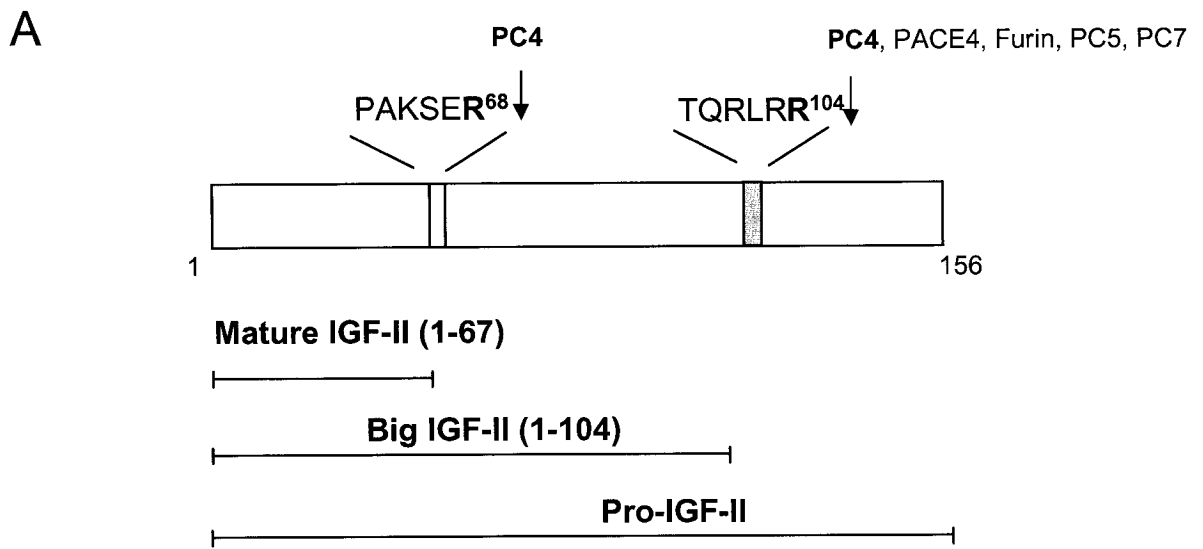 A
PC4
PC4, PACE4, Furin, PC5, PC7
PAKSER68
TQRLRR104
1
156
Mature IGF-II (1-67)
Big IGF-II (1-104)
Pro-IGF-II